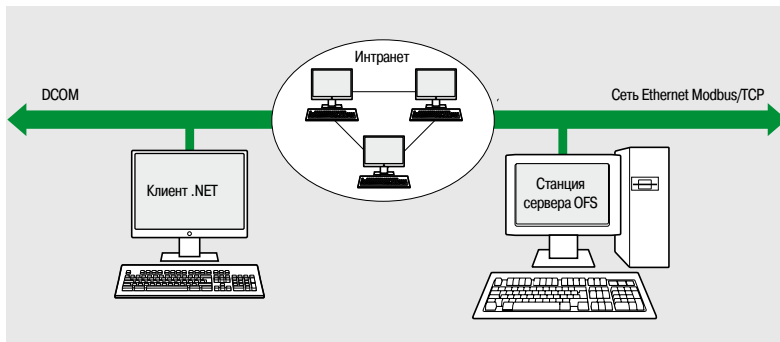 Интранет
DCOM
Сеть Ethernet Modbus/TCP
Клиент .NET
Станция
сервера OFS